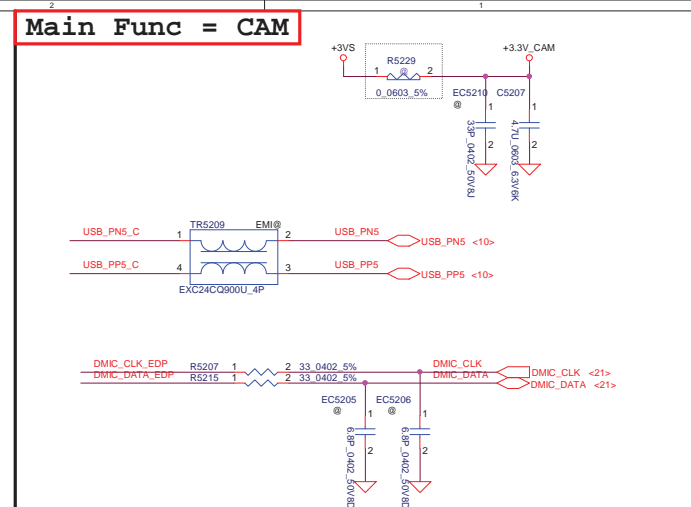 2
1
Main Func = CAM
+3VS
+3.3V_CAM
R5229
1
@
2
0_0603_5%
EC5210
@
C5207
1
1
33P_0402_50V8J
4.7U_0603_6.3V6K
2
2
USB_PN5_C
1
TR5209
EMI@
2
USB_PN5
USB_PN5 <10>
USB_PP5_C
4
3
USB_PP5
USB_PP5 <10>
EXC24CQ900U_4P
DMIC_CLK_EDP
R5207
1
2
33_0402_5%
DMIC_CLK
DMIC_CLK <21>
DMIC_DATA_EDP
R5215
1
2
33_0402_5%
DMIC_DATA
DMIC_DATA <21>
EC5205
@
EC5206
@
1
1
6.8P_0402_50V8D
6.8P_0402_50V8D
2
2